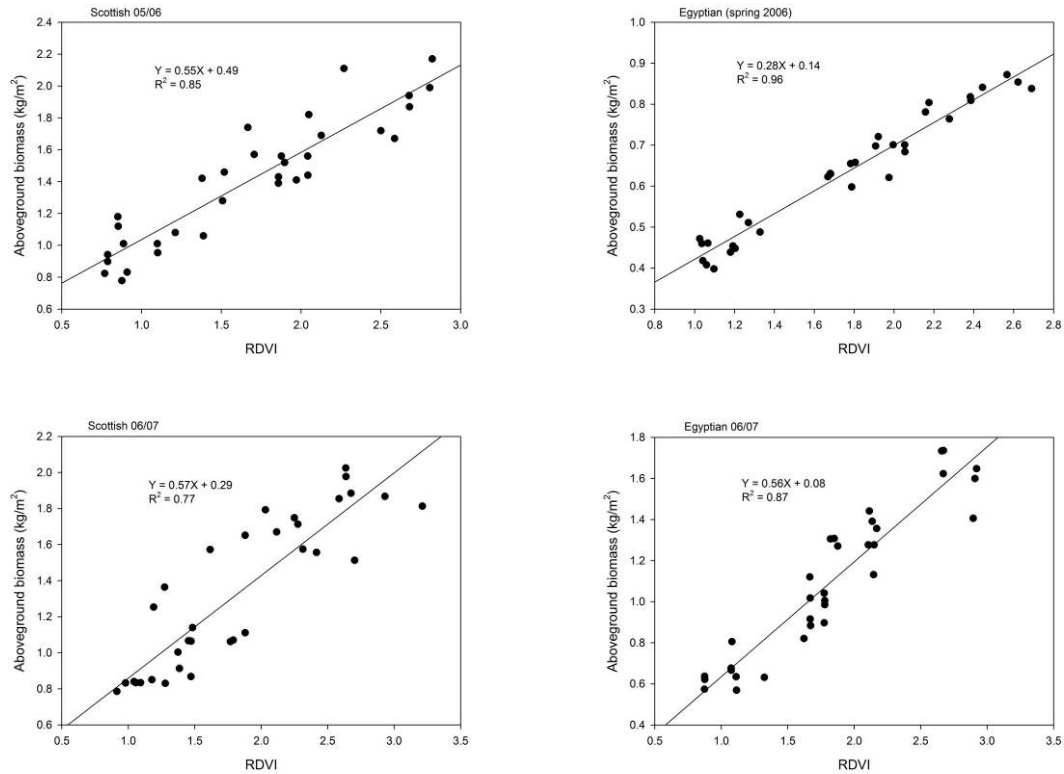 Scottish 05/06
Y = 0.55X + 0.49
R² = 0.85
Aboveground biomass (kg/m²)
2.4
2.2
2.0
1.8
1.6
1.4
1.2
1.0
0.8
0.6
0.5 1.0 1.5 2.0 2.5 3.0
RDVI
Egyptian (spring 2006)
Y = 0.28X + 0.14
R² = 0.96
Aboveground biomass (kg/m²)
1.0
0.9
0.8
0.7
0.6
0.5
0.4
0.3
0.8 1.0 1.2 1.4 1.6 1.8 2.0 2.2 2.4 2.6 2.8
RDVI
Scottish 06/07
Y = 0.57X + 0.29
R² = 0.77
Aboveground biomass (kg/m²)
2.2
2.0
1.8
1.6
1.4
1.2
1.0
0.8
0.6
0.5 1.0 1.5 2.0 2.5 3.0 3.5
RDVI
Egyptian 06/07
Y = 0.56X + 0.08
R² = 0.87
Aboveground biomass (kg/m²)
1.8
1.6
1.4
1.2
1.0
0.8
0.6
0.4
0.5 1.0 1.5 2.0 2.5 3.0 3.5
RDVI